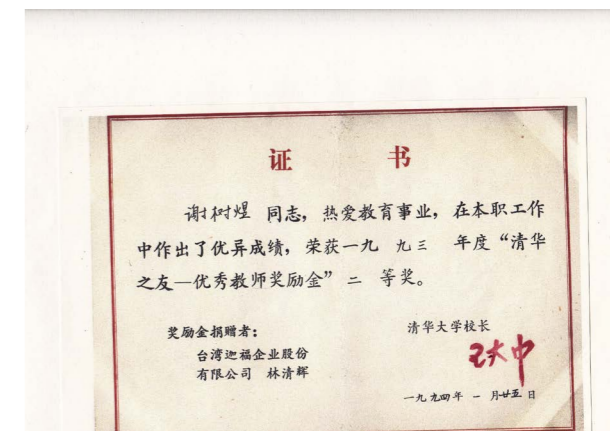 证 书
谢树煜 同志，热爱教育事业，在本职工作
中作出了优异成绩，荣获一九 九三 年度“清华
之友—优秀教师奖励金”二 等奖。
奖励金捐赠者：
清华大学校长
台湾迦福企业股份
王大中
有限公司 林清辉
一九九四年 一 月廿五日